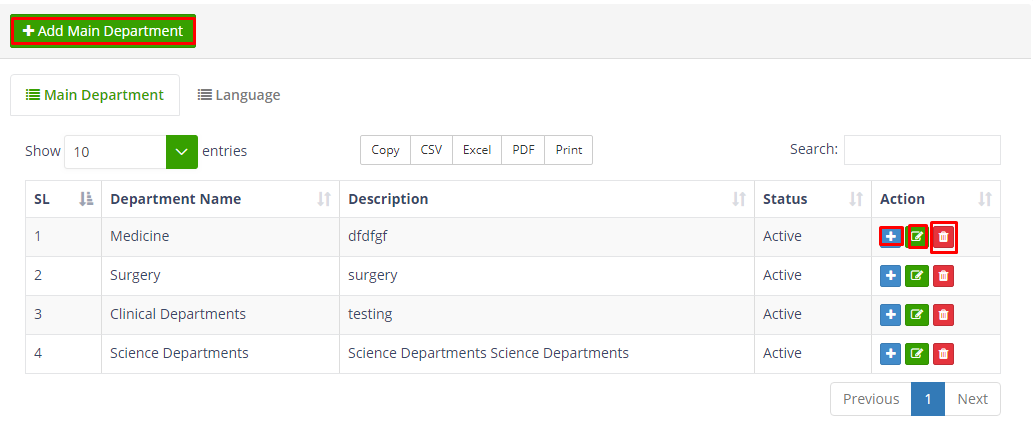 Add Main Department
Main Department Language
Show 10 entries Copy CSV Excel PDF Print Search:
SL Department Name Description Status Action
1 Medicine dfdfgf Active
2 Surgery surgery Active
3 Clinical Departments testing Active
4 Science Departments Science Departments Science Departments Active
Previous 1 Next